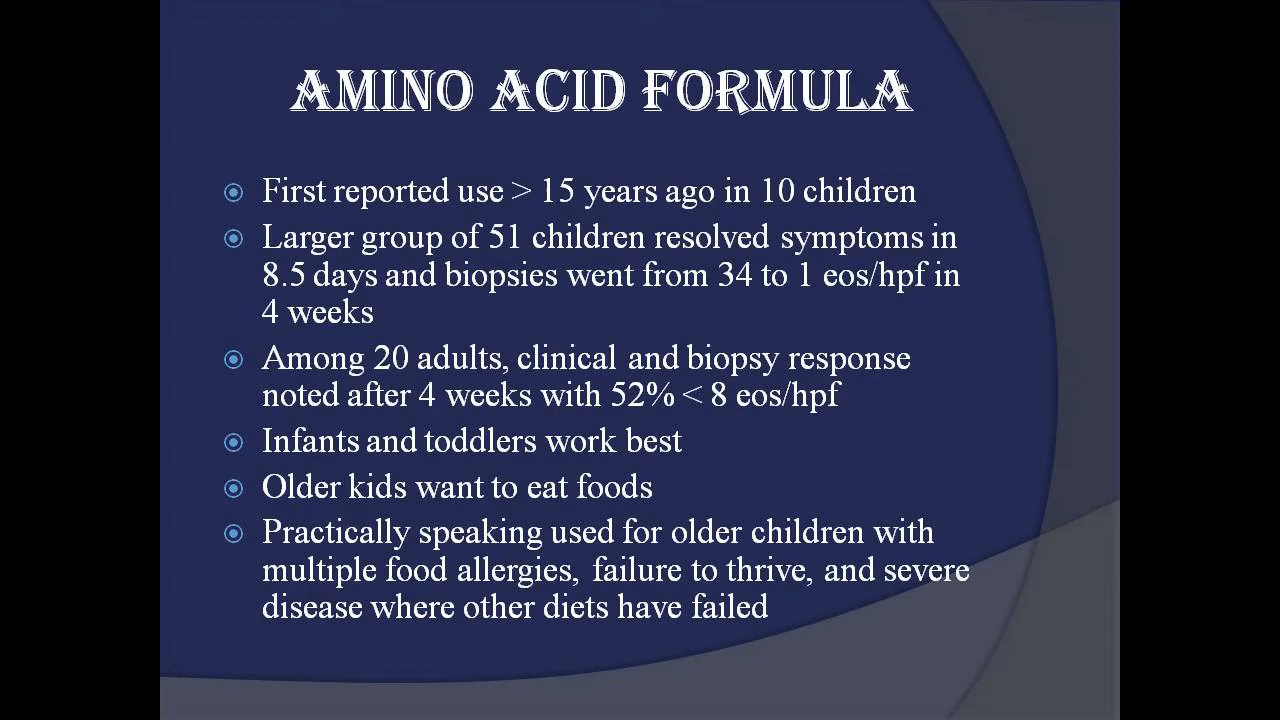 AMINO ACID FORMULA
First reported use > 15 years ago in 10 children
Larger group of 51 children resolved symptoms in
8.5 days and biopsies went from 34 to 1 eos/hpf in
4 weeks
Among 20 adults, clinical and biopsy response
noted after 4 weeks with 52% < 8 eos/hpf
Infants and toddlers work best
Older kids want to eat foods
Practically speaking used for older children with
multiple food allergies, failure to thrive, and severe
disease where other diets have failed